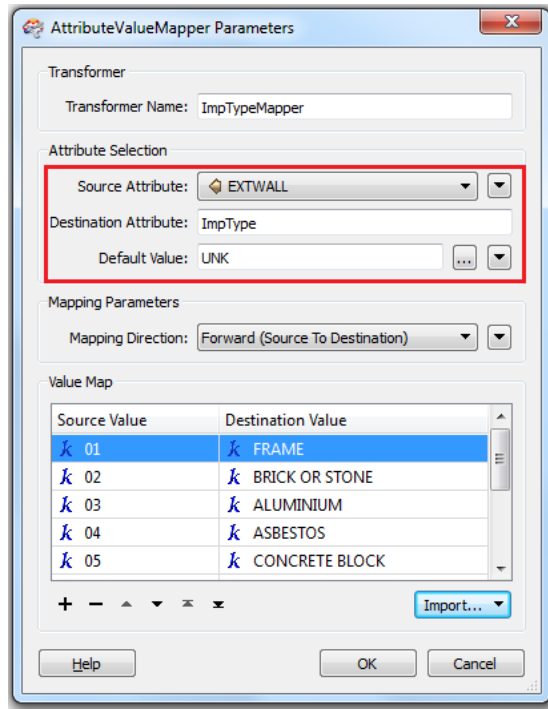 AttributeValueMapper Parameters
Transformer
Transformer Name: ImpTypeMapper
Attribute Selection
Source Attribute: EXTWALL
Destination Attribute: ImpType
Default Value: UNK ...
Mapping Parameters
Mapping Direction: Forward (Source To Destination)
Value Map
Source Value Destination Value
k 01 k FRAME
k 02 k BRICK OR STONE
k 03 k ALUMINIUM
k 04 k ASBESTOS
k 05 k CONCRETE BLOCK
Import...
Help OK Cancel